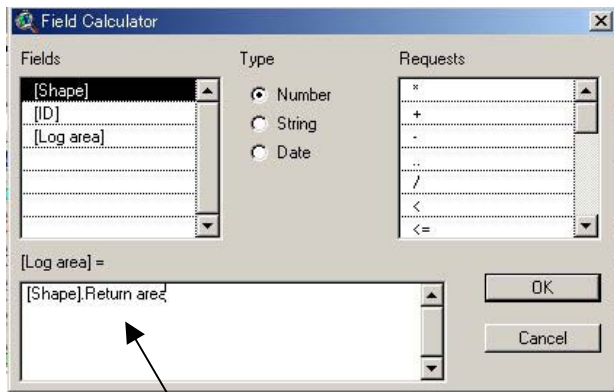 Field Calculator
Fields
Type
Requests
[Shape]
[ID]
[Log area]
Number
String
Date
*
+
-
..
/
<
<=
[Log area] =
[Shape].Return area
OK
Cancel